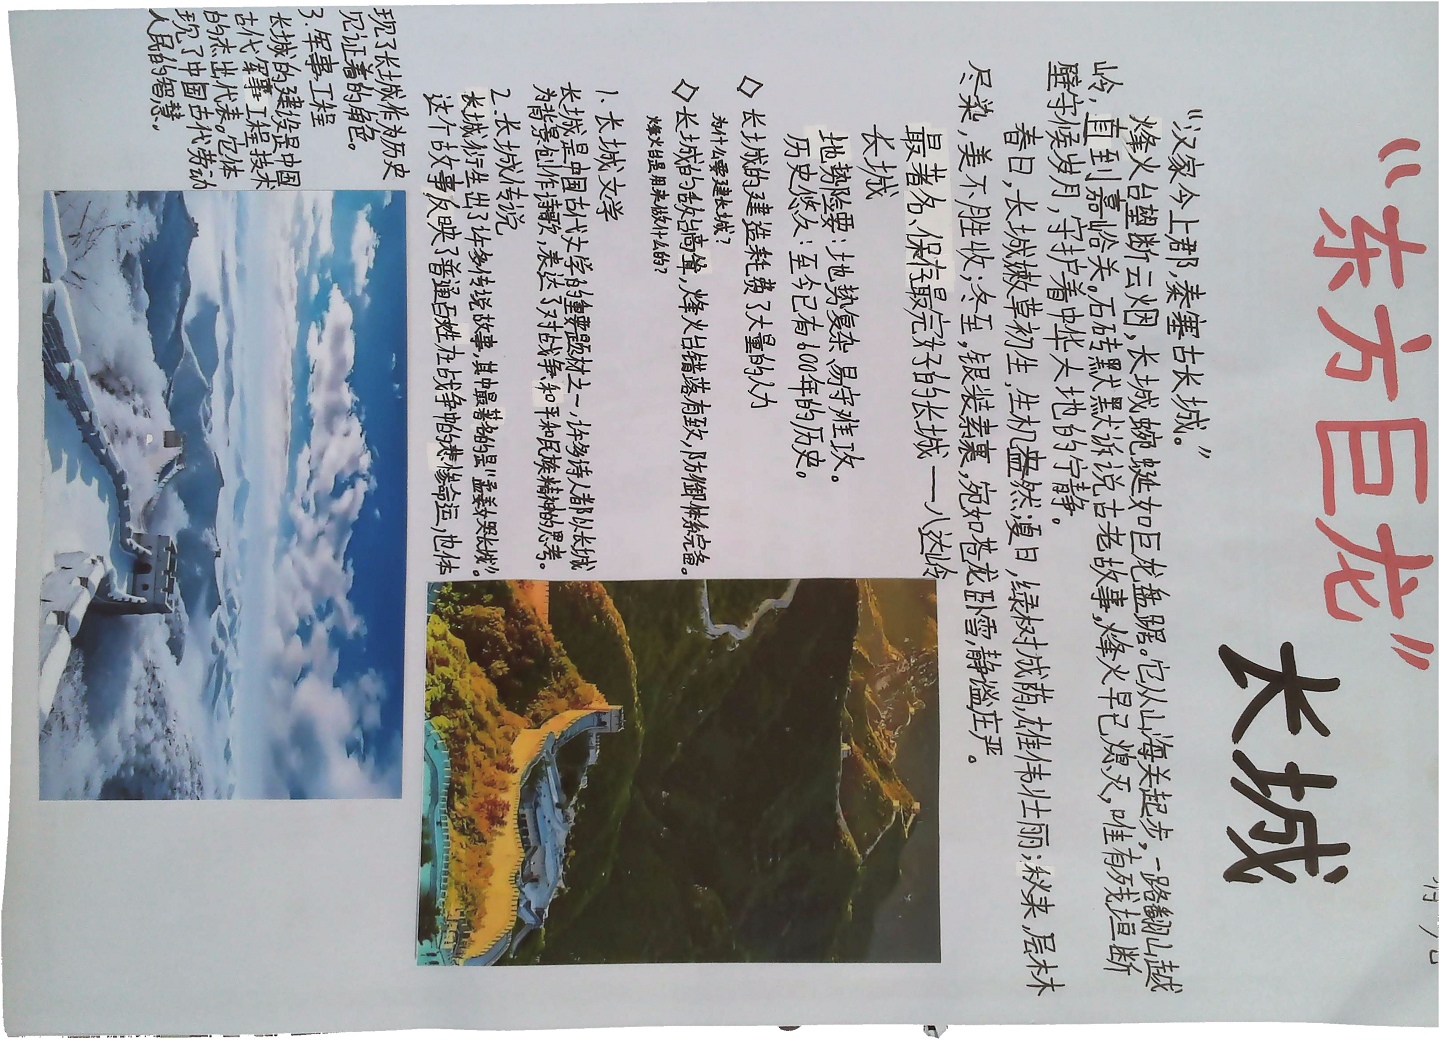 “东方巨龙”
长城
“汉家今上郡,秦塞古长城。”
烽火台望断云烟,长城蜿蜒如巨龙盘踞。它从山海关起步,一路翻山越
岭,直到嘉峪关。石砖默默诉说古老故事,烽火早已熄灭,唯有残垣断
壁守候岁月,守护着中华大地的宁静。
春日,长城嫩草初生,生机盎然;夏日,绿树成荫,雄伟壮丽;秋来,层林
尽染,美不胜收;冬至,银装素裹,宛如苍龙卧雪,静谧庄严。
最著名、保存最完好的长城——八达岭
长城
地势险要:地势复杂、易守难攻。
历史悠久:至今已有600年的历史。
◇ 长城的建造耗费了大量的人力
为什么要建长城?
◇ 长城的敌台高耸,烽火台错落有致,防御体系完备。
烽火台是用来做什么的?
1.长城文学
长城是中国古代文学的重要题材之一,许多诗人都以长城
为背景创作诗歌,表达了对战争、和平和民族精神的思考。
2.长城传说
长城衍生出了许多传说故事,其中最著名的是“孟姜女哭长城”。
这个故事反映了普通百姓在战争中的悲惨命运,也体
现了长城作为历史
见证着的角色。
3.军事工程
长城的建设是中国
古代军事工程技术
的杰出代表。它体
现了中国古代劳动
人民的智慧。